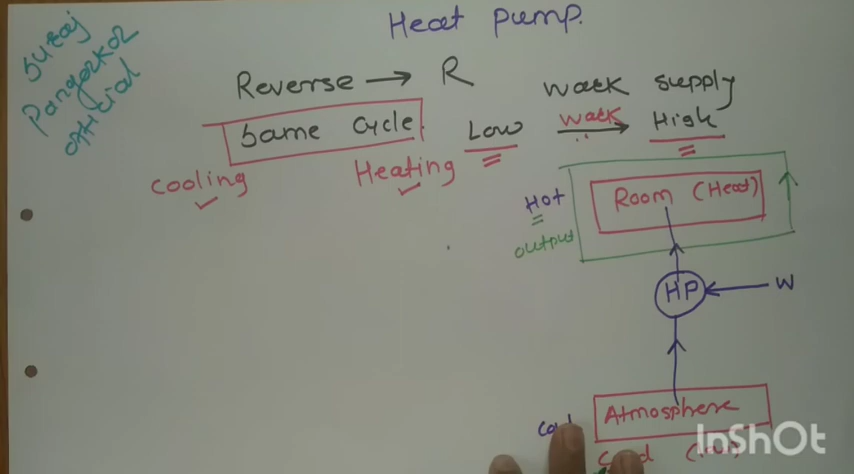 Heat pump.
Suraj
Pangarkar
official
Reverse → R
Same Cycle.
cooling
Heating
Work supply
Low
Work
High
Hot
output
Room (Heat)
HP
W
Atmosphere
InShOt